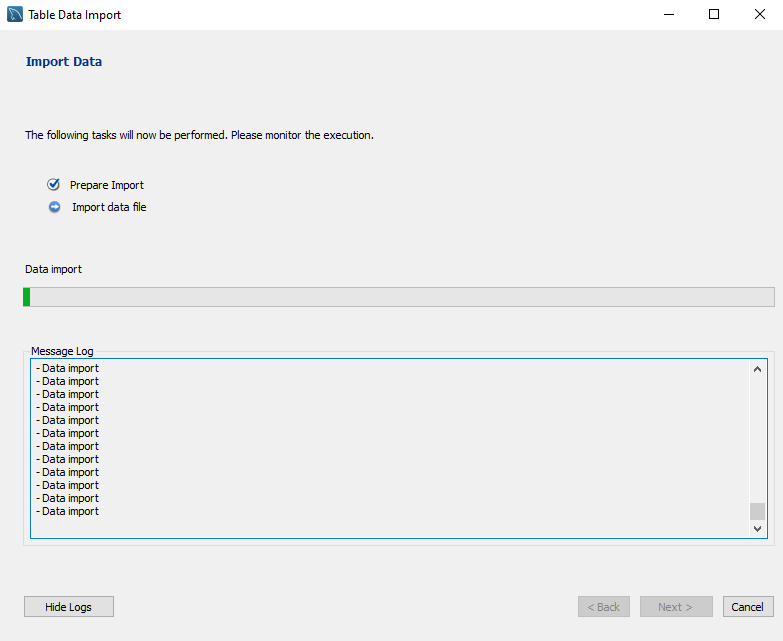 Table Data Import
Import Data
The following tasks will now be performed. Please monitor the execution.
Prepare Import
Import data file
Data import
Message Log
- Data import
- Data import
- Data import
- Data import
- Data import
- Data import
- Data import
- Data import
- Data import
- Data import
- Data import
- Data import
Hide Logs
< Back
Next >
Cancel